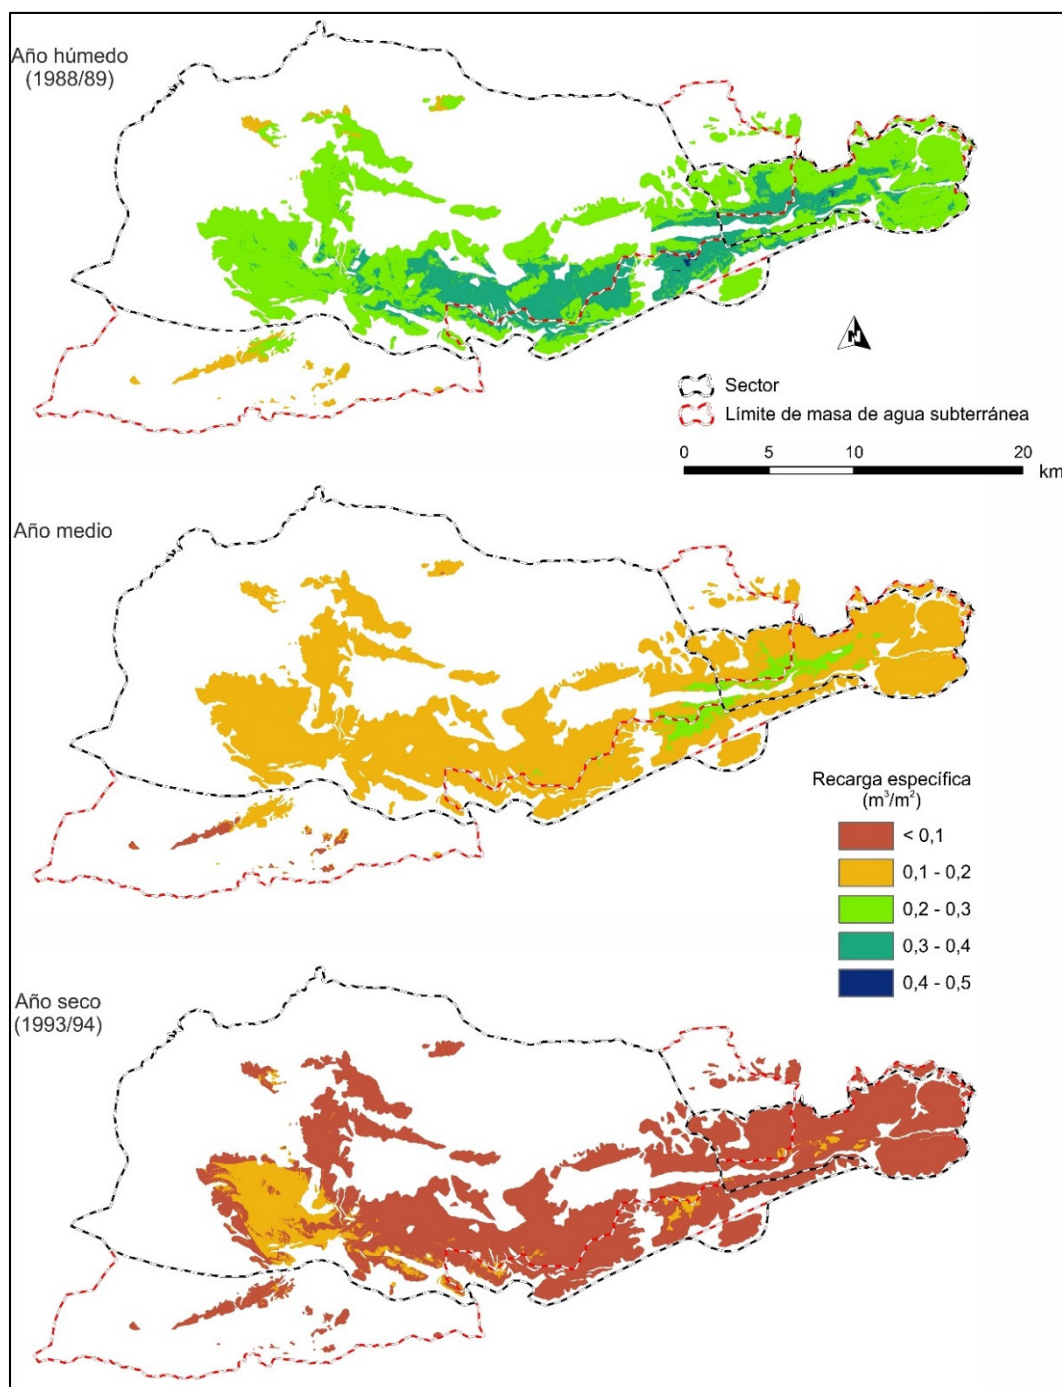 Año húmedo
(1988/89)
N
Sector
Límite de masa de agua subterránea
0 5 10 20
km
Año medio
Recarga específica
(m³/m²)
< 0,1
0,1 - 0,2
0,2 - 0,3
0,3 - 0,4
0,4 - 0,5
Año seco
(1993/94)